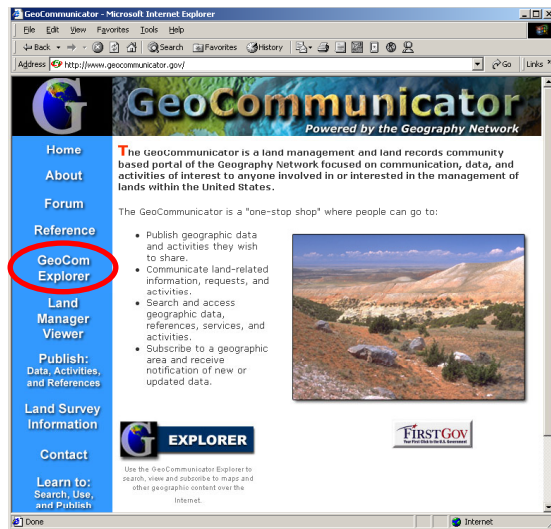 GeoCommunicator - Microsoft Internet Explorer
File Edit View Favorites Tools Help
Back Search Favorites History
Address http://www.geocommunicator.gov/ Go Links »
G
GeoCommunicator
Powered by the Geography Network
Home
About
Forum
Reference
GeoCom
Explorer
Land
Manager
Viewer
Publish:
Data, Activities,
and References
Land Survey
Information
Contact
Learn to:
Search, Use,
and Publish
The GeoCommunicator is a land management and land records community
based portal of the Geography Network focused on communication, data, and
activities of interest to anyone involved in or interested in the management of
lands within the United States.
The GeoCommunicator is a "one-stop shop" where people can go to:
• Publish geographic data
and activities they wish
to share.
• Communicate land-related
information, requests, and
activities.
• Search and access
geographic data,
references, services, and
activities.
• Subscribe to a geographic
area and receive
notification of new or
updated data.
G EXPLORER
Use the GeoCommunicator Explorer to
search, view and subscribe to maps and
other geographic content over the
Internet.
FIRSTGOV
Your First Click to the U.S. Government
Done Internet